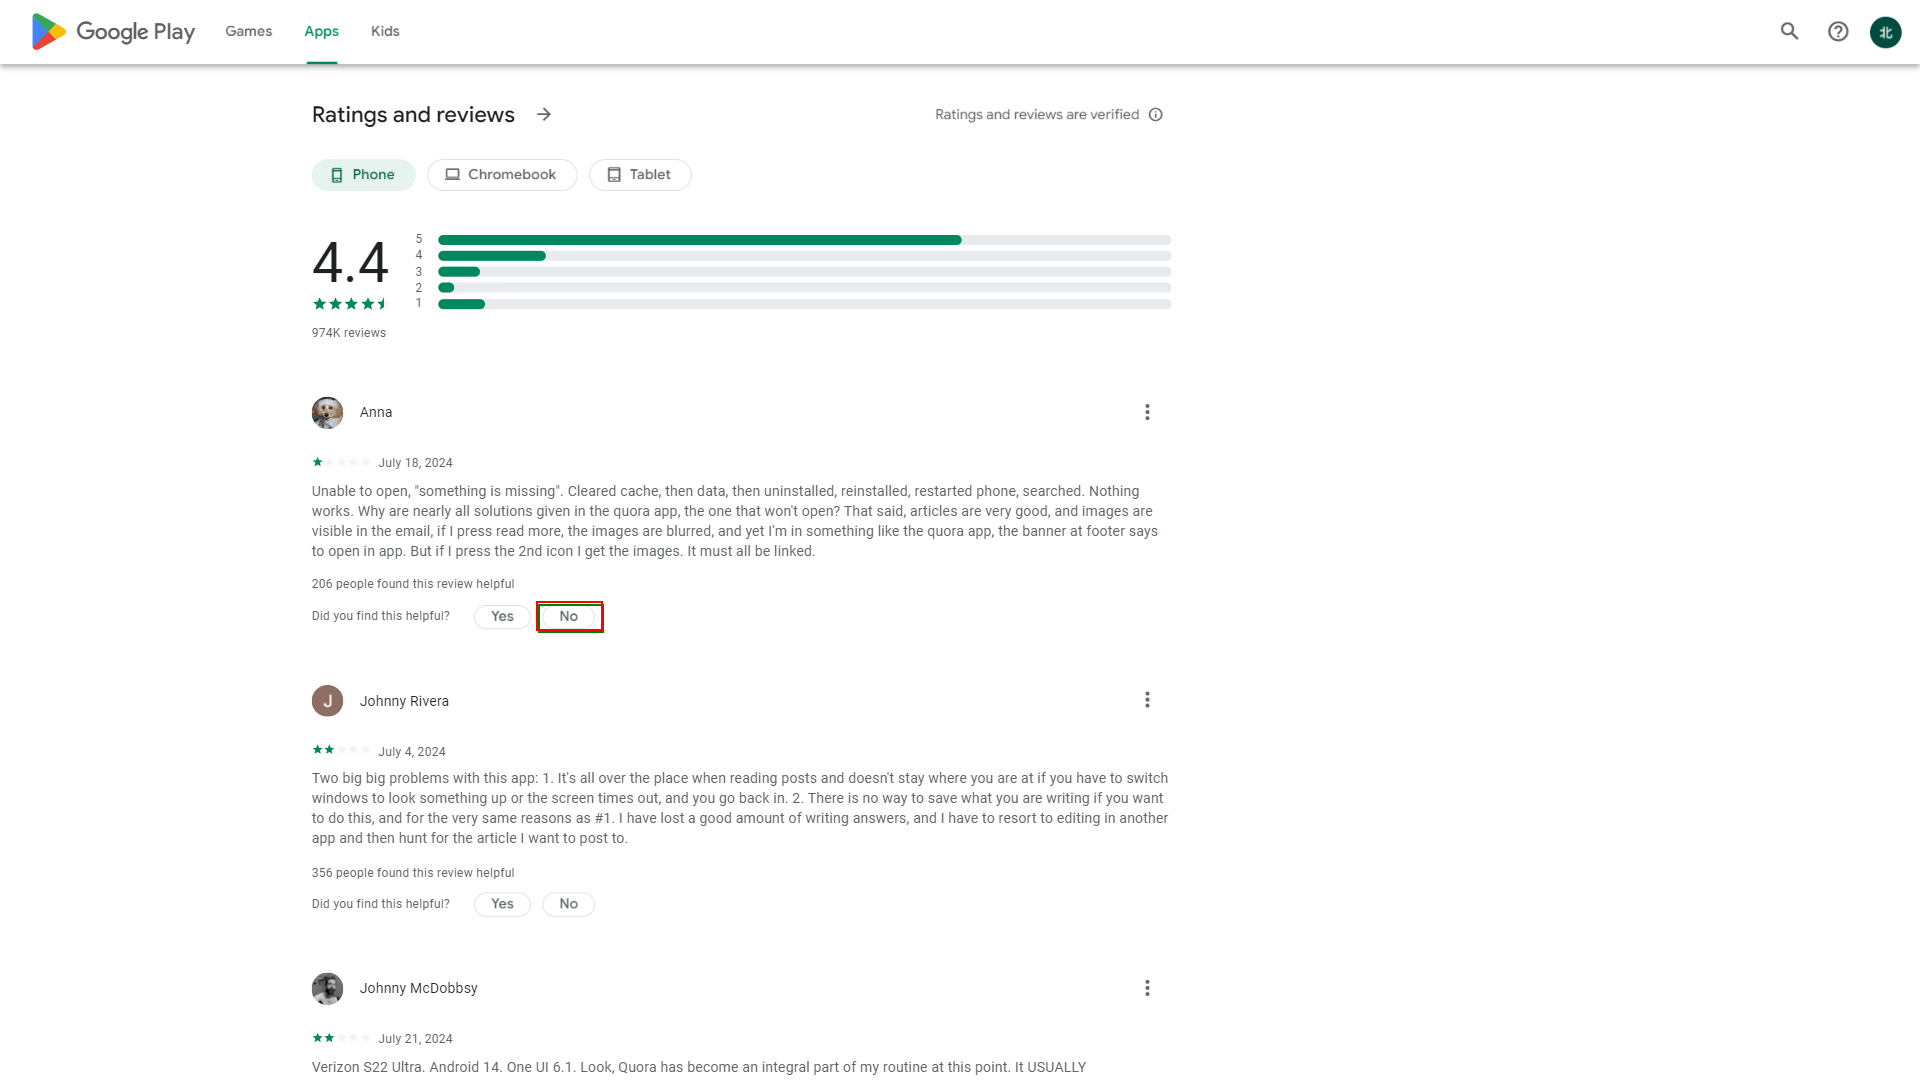 Google Play
Games
Apps
Kids
北
Ratings and reviews
Ratings and reviews are verified
Phone
Chromebook
Tablet
4.4
5
4
3
2
1
974K reviews
Anna
July 18, 2024
Unable to open, "something is missing". Cleared cache, then data, then uninstalled, reinstalled, restarted phone, searched. Nothing
works. Why are nearly all solutions given in the quora app, the one that won't open? That said, articles are very good, and images are
visible in the email, if I press read more, the images are blurred, and yet I'm in something like the quora app, the banner at footer says
to open in app. But if I press the 2nd icon I get the images. It must all be linked.
206 people found this review helpful
Did you find this helpful?
Yes
No
J
Johnny Rivera
July 4, 2024
Two big big problems with this app: 1. It's all over the place when reading posts and doesn't stay where you are at if you have to switch
windows to look something up or the screen times out, and you go back in. 2. There is no way to save what you are writing if you want
to do this, and for the very same reasons as #1. I have lost a good amount of writing answers, and I have to resort to editing in another
app and then hunt for the article I want to post to.
356 people found this review helpful
Did you find this helpful?
Yes
No
Johnny McDobbsy
July 21, 2024
Verizon S22 Ultra. Android 14. One UI 6.1. Look, Quora has become an integral part of my routine at this point. It USUALLY